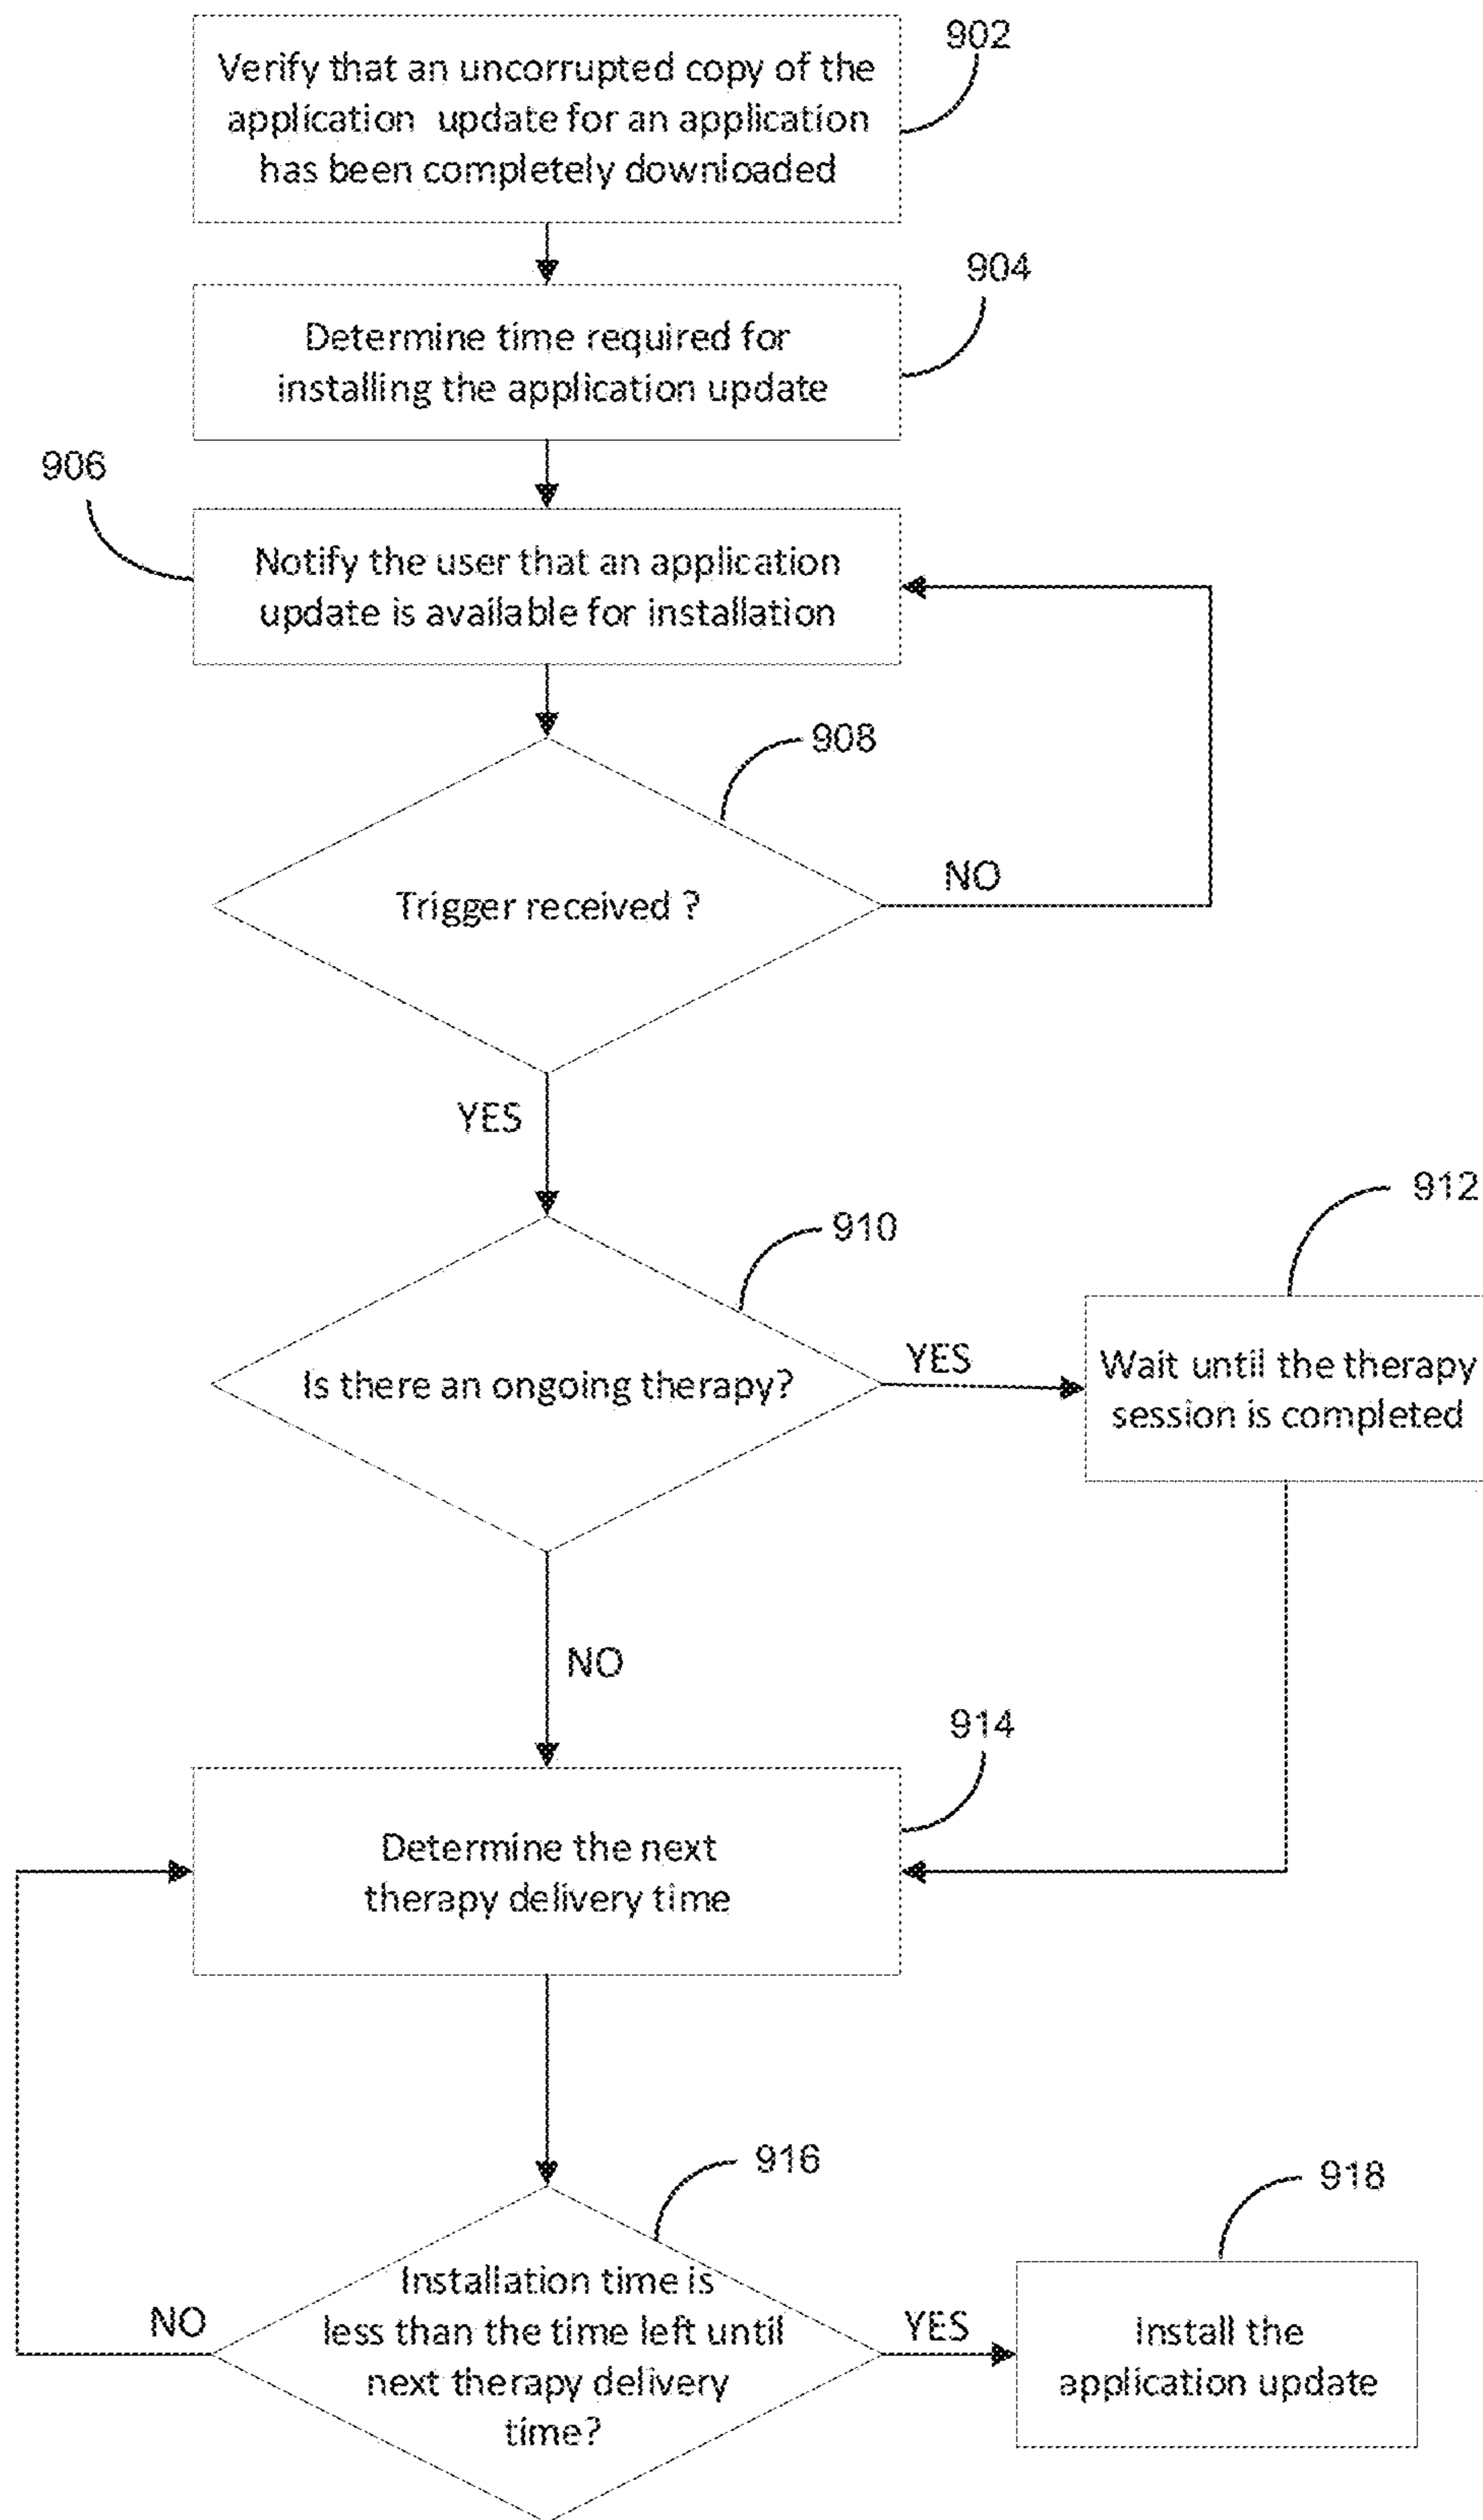 902
Verify that an uncorrupted copy of the
application update for an application
has been completely downloaded
904
Determine time required for
installing the application update
906
Notify the user that an application
update is available for installation
908
Trigger received ?
NO
YES
910
912
Is there an ongoing therapy?
YES
Wait until the therapy
session is completed
NO
914
Determine the next
therapy delivery time
916
918
Installation time is
less than the time left until
next therapy delivery
time?
NO
YES
Install the
application update